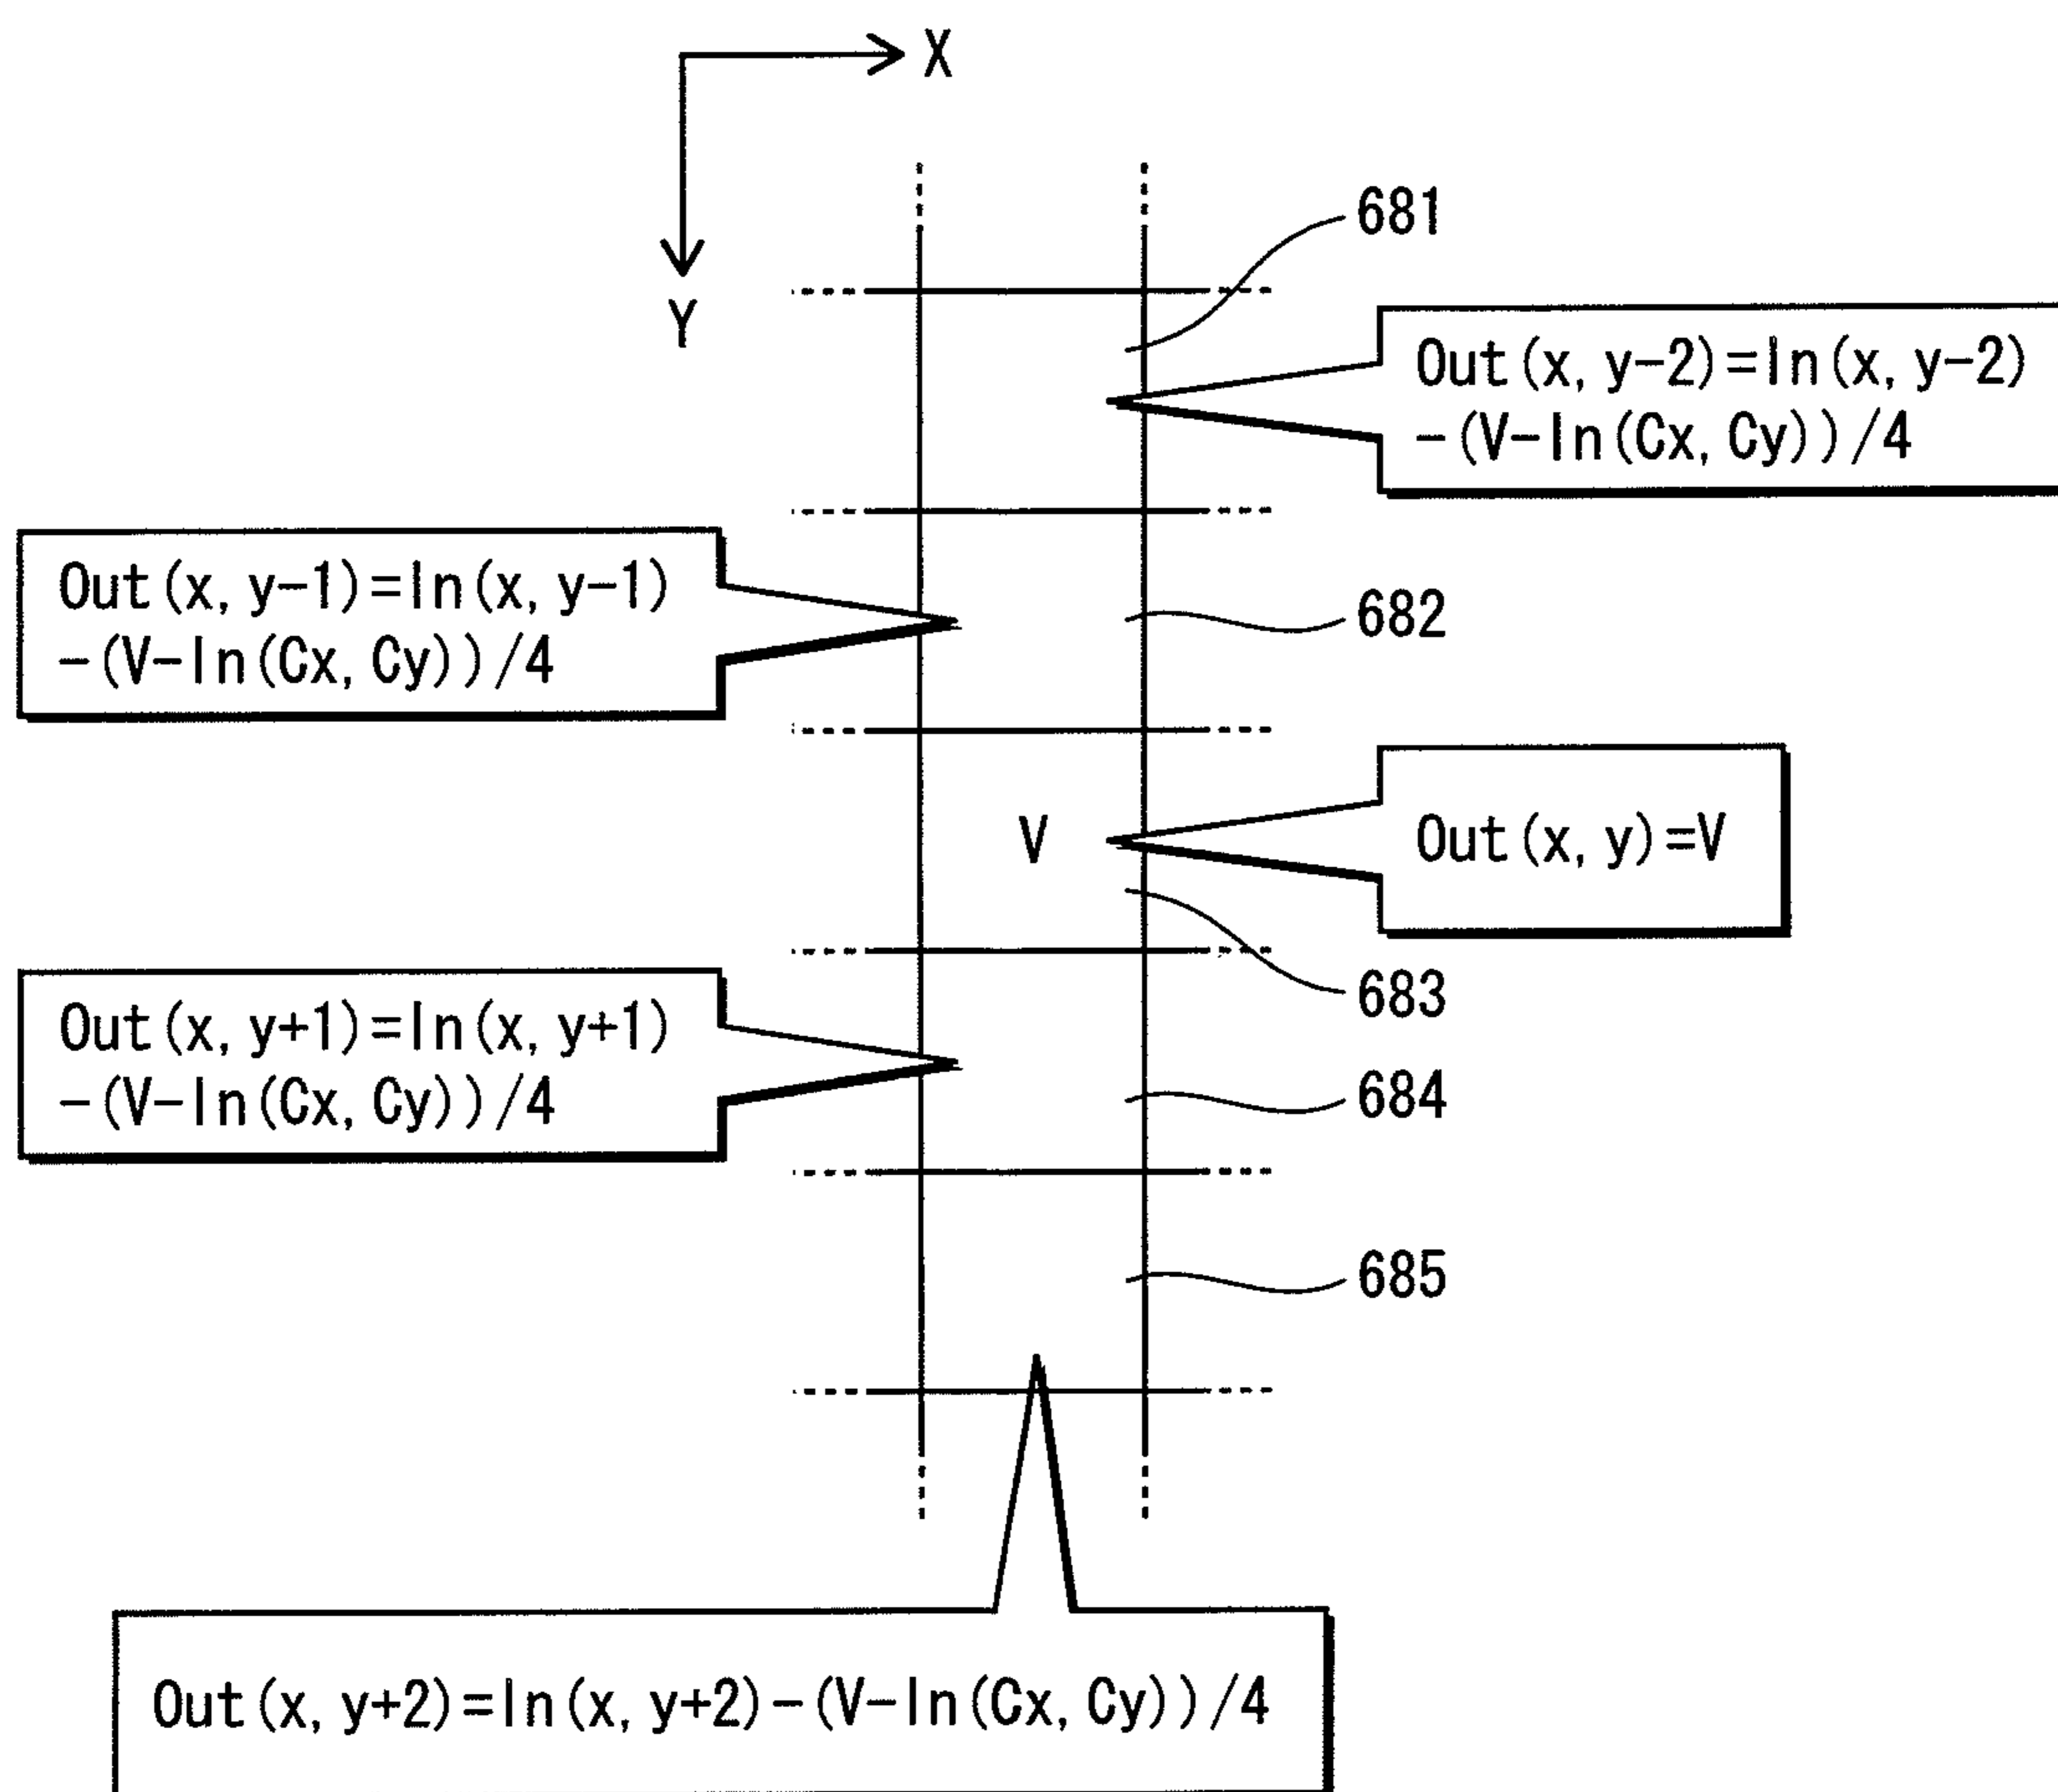 X
Y
681
Out(x, y-2)=In(x, y-2)
-(V-In(Cx, Cy))/4
Out(x, y-1)=In(x, y-1)
-(V-In(Cx, Cy))/4
682
V
Out(x, y)=V
683
Out(x, y+1)=In(x, y+1)
-(V-In(Cx, Cy))/4
684
685
Out(x, y+2)=In(x, y+2)-(V-In(Cx, Cy))/4